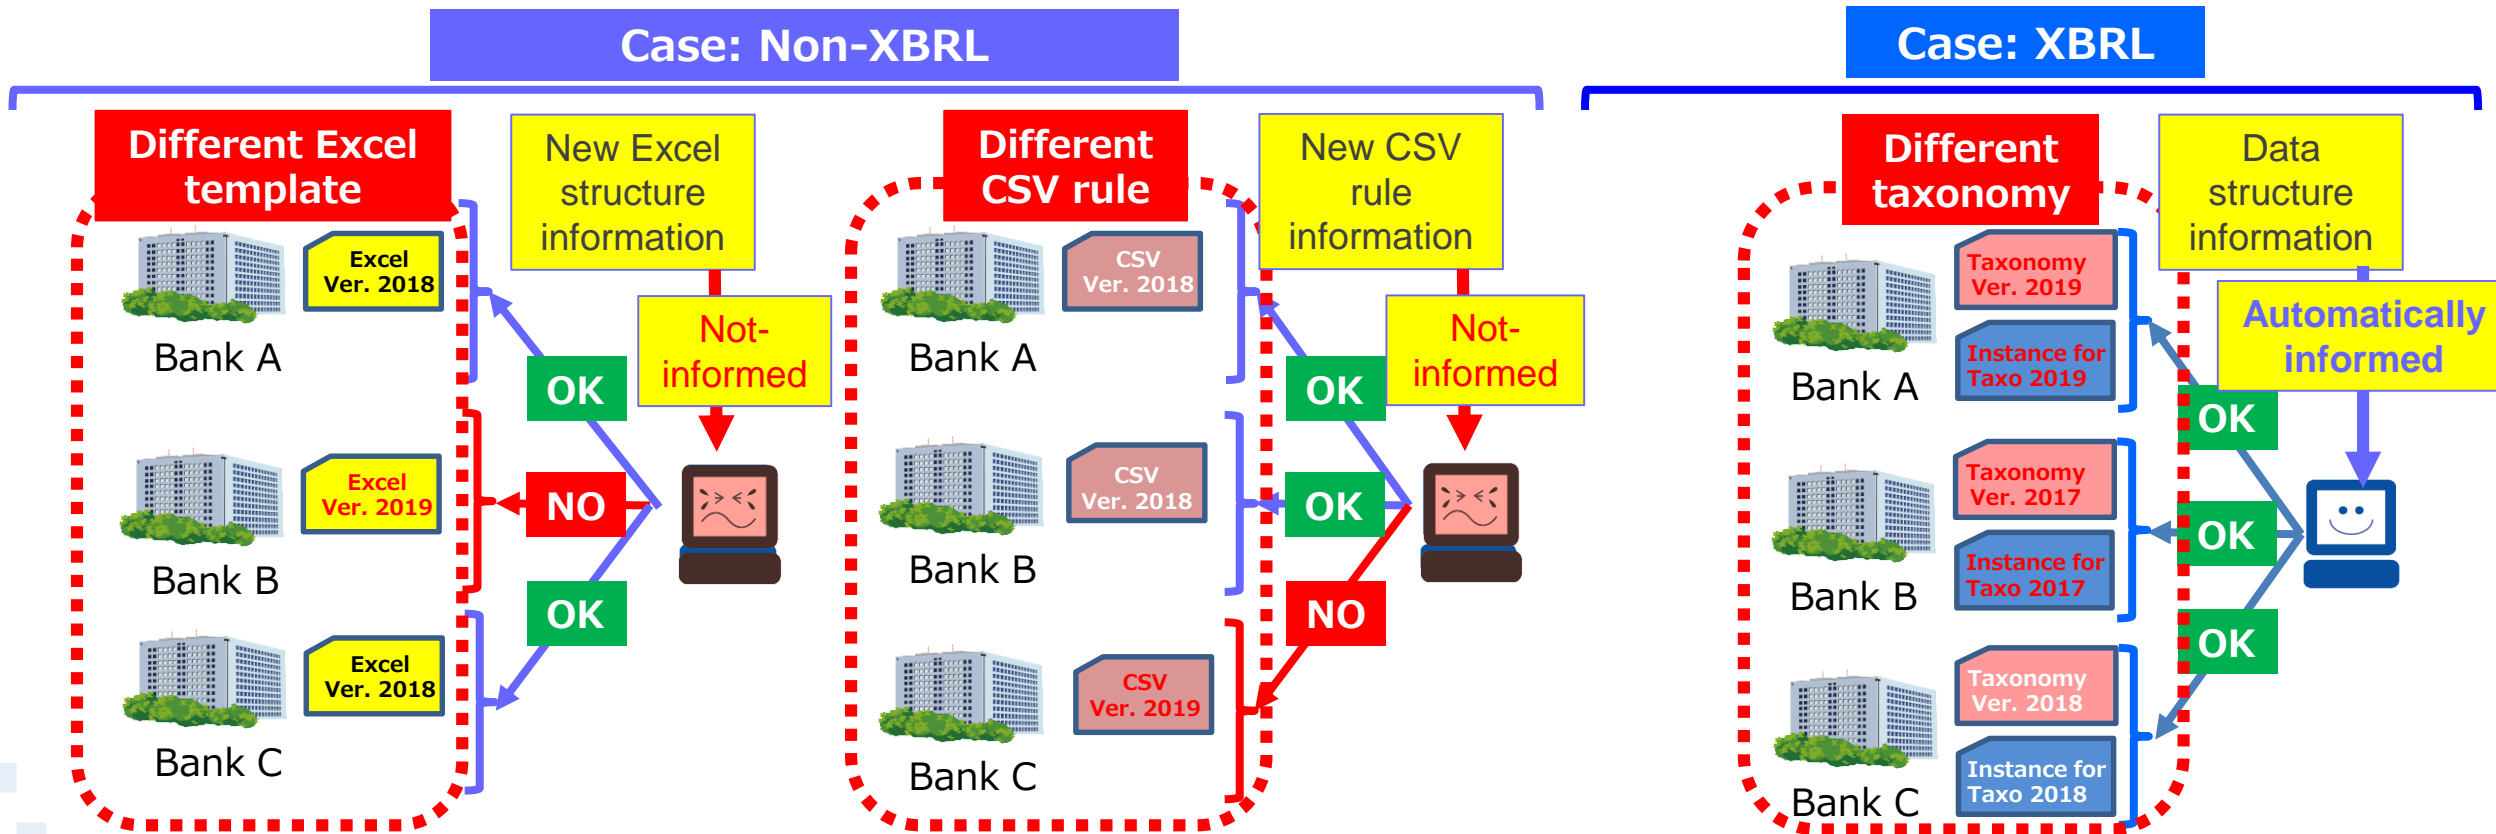 Case: Non-XBRL
Different Excel
template
New Excel
structure
information
Not-
informed
Excel
Ver. 2018
Bank A
OK
Excel
Ver. 2019
Bank B
NO
Excel
Ver. 2018
Bank C
OK
Different
CSV rule
New CSV
rule
information
Not-
informed
CSV
Ver. 2018
Bank A
OK
CSV
Ver. 2018
Bank B
OK
CSV
Ver. 2019
Bank C
NO
Case: XBRL
Different
taxonomy
Data
structure
information
Automatically
informed
Taxonomy
Ver. 2019
Instance for
Taxo 2019
Bank A
OK
Taxonomy
Ver. 2017
Instance for
Taxo 2017
Bank B
OK
Taxonomy
Ver. 2018
Instance for
Taxo 2018
Bank C
OK